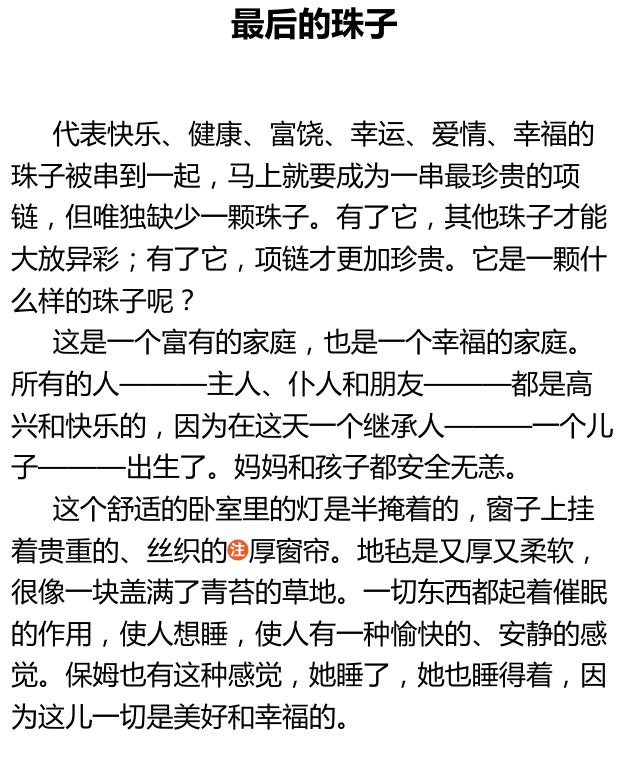 最后的珠子
代表快乐、健康、富饶、幸运、爱情、幸福的
珠子被串到一起，马上就要成为一串最珍贵的项
链，但唯独缺少一颗珠子。有了它，其他珠子才能
大放异彩；有了它，项链才更加珍贵。它是一颗什
么样的珠子呢？
这是一个富有的家庭，也是一个幸福的家庭。
所有的人————主人、仆人和朋友————都是高
兴和快乐的，因为在这天一个继承人————一个儿
子————出生了。妈妈和孩子都安全无恙。
这个舒适的卧室里的灯是半掩着的，窗子上挂
着贵重的、丝织的注厚窗帘。地毡是又厚又柔软，
很像一块盖满了青苔的草地。一切东西都起着催眠
的作用，使人想睡，使人有一种愉快的、安静的感
觉。保姆也有这种感觉，她睡了，她也睡得着，因
为这儿一切是美好和幸福的。